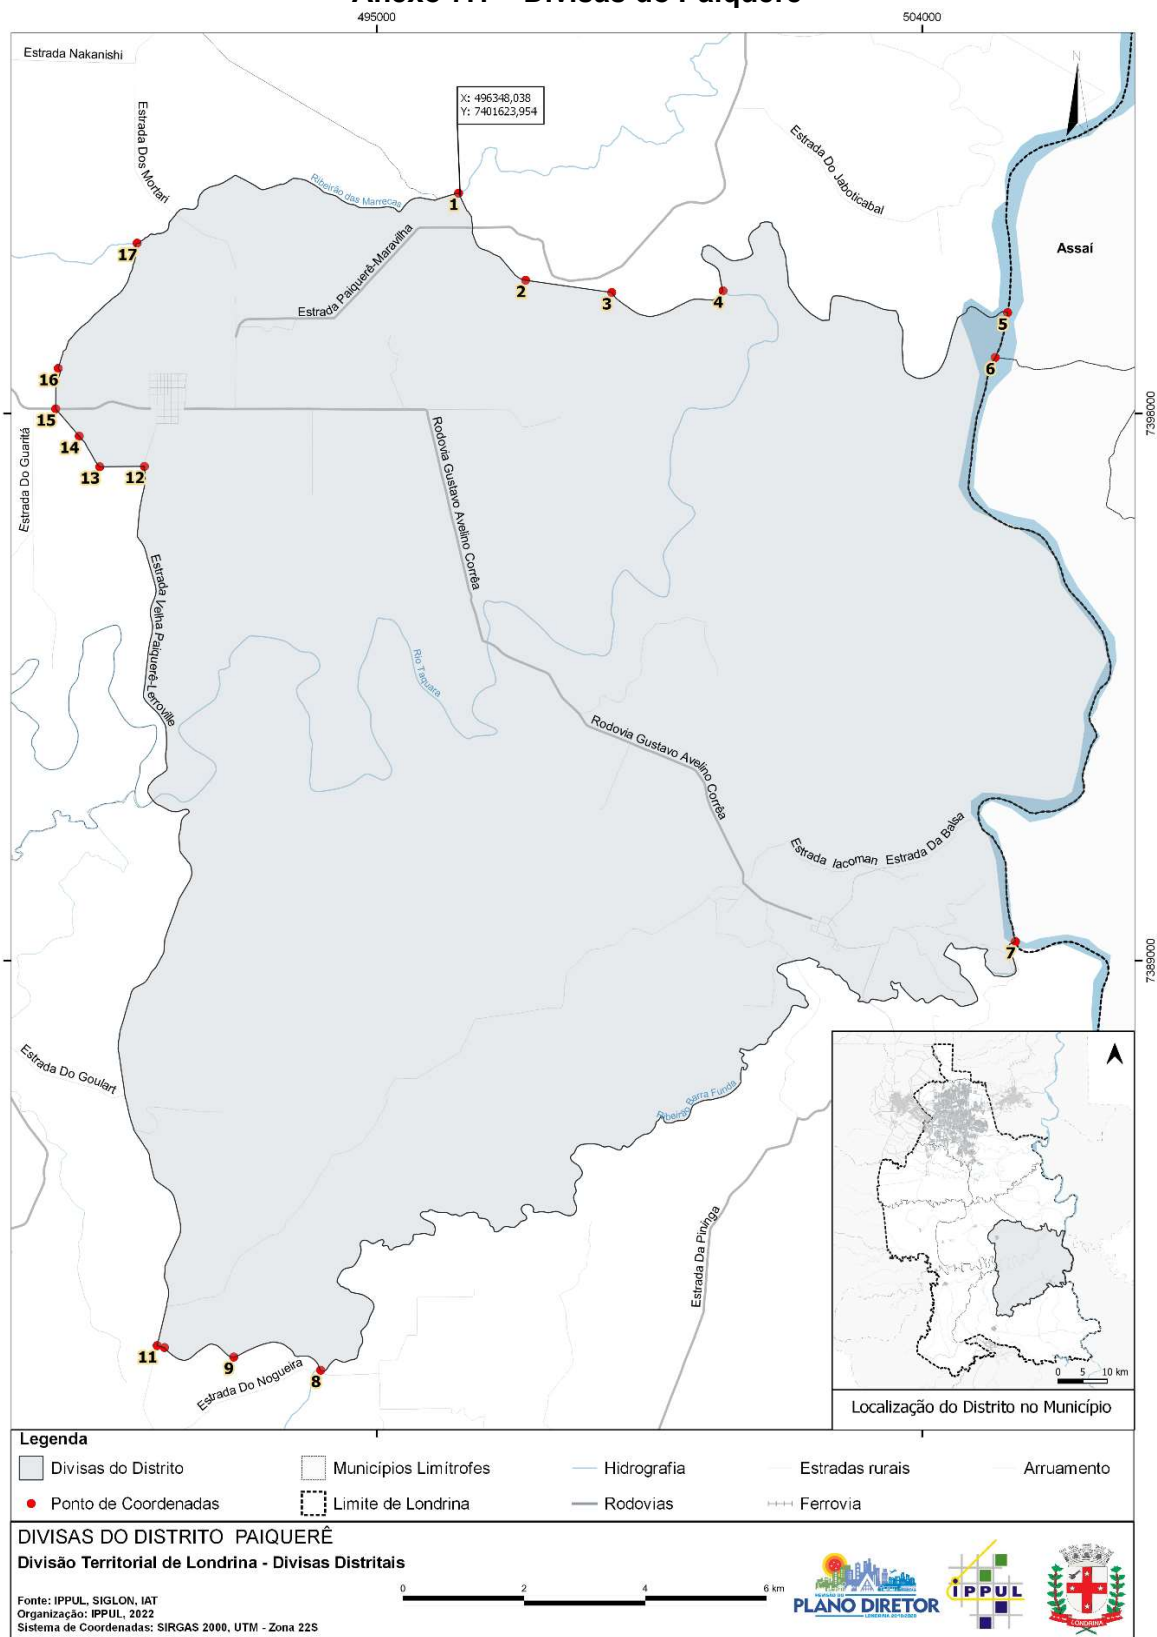 495000
504000
Estrada Nakanishi
Estrada Dos Mortari
X: 496348,038
Y: 7401623,954
N
Estrada Do Jaboticabal
Ribeirão das Marrecas
1
Assaí
17
Estrada Paiquerê-Maravilha
2
3
4
5
6
16
15
7398000
14
13
12
Estrada Do Guaritá
Rodovia Gustavo Avelino Corrêa
Estrada Velha Paiquerê-Lerroville
Rio Taquara
Rodovia Gustavo Avelino Corrêa
Estrada Iacoman
Estrada Da Balsa
7
7389000
Estrada Do Goulart
Ribeirão Barra Funda
Estrada Da Pininga
11
9
8
Estrada Do Nogueira
0 5 10 km
Localização do Distrito no Município
Legenda
Divisas do Distrito
Municípios Limítrofes
Hidrografia
Estradas rurais
Arruamento
Ponto de Coordenadas
Limite de Londrina
Rodovias
Ferrovia
DIVISAS DO DISTRITO PAIQUERÊ
Divisão Territorial de Londrina - Divisas Distritais
0 2 4 6 km
Fonte: IPPUL, SIGLON, IAT
Organização: IPPUL, 2022
Sistema de Coordenadas: SIRGAS 2000, UTM - Zona 22S
PLANO DIRETOR
IPPUL
LONDRINA